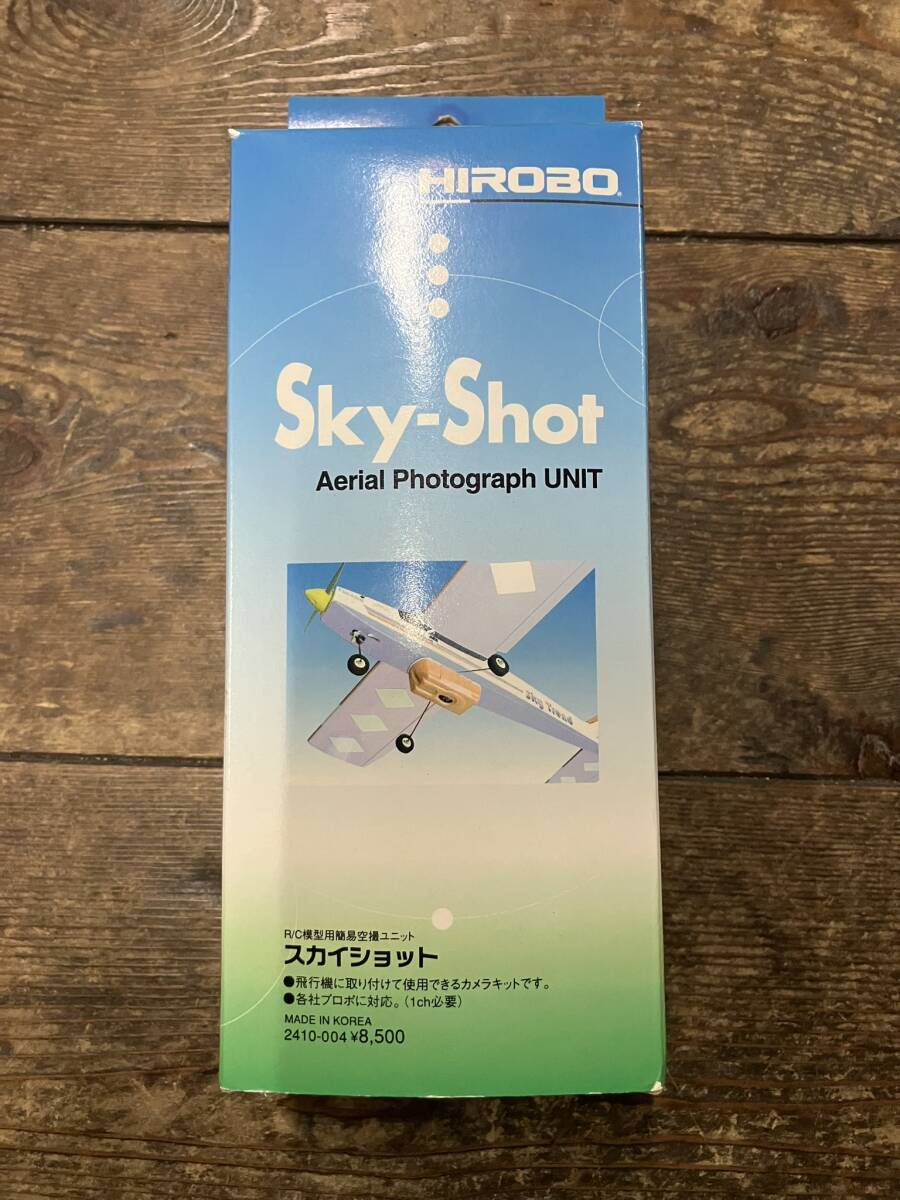 HIROBO®
Sky-Shot
Aerial Photograph UNIT
Sky Trend
R/C模型用簡易空撮ユニット
スカイショット
●飛行機に取り付けて使用できるカメラキットです。
●各社プロポに対応。(1ch必要)
MADE IN KOREA
2410-004 ¥8,500